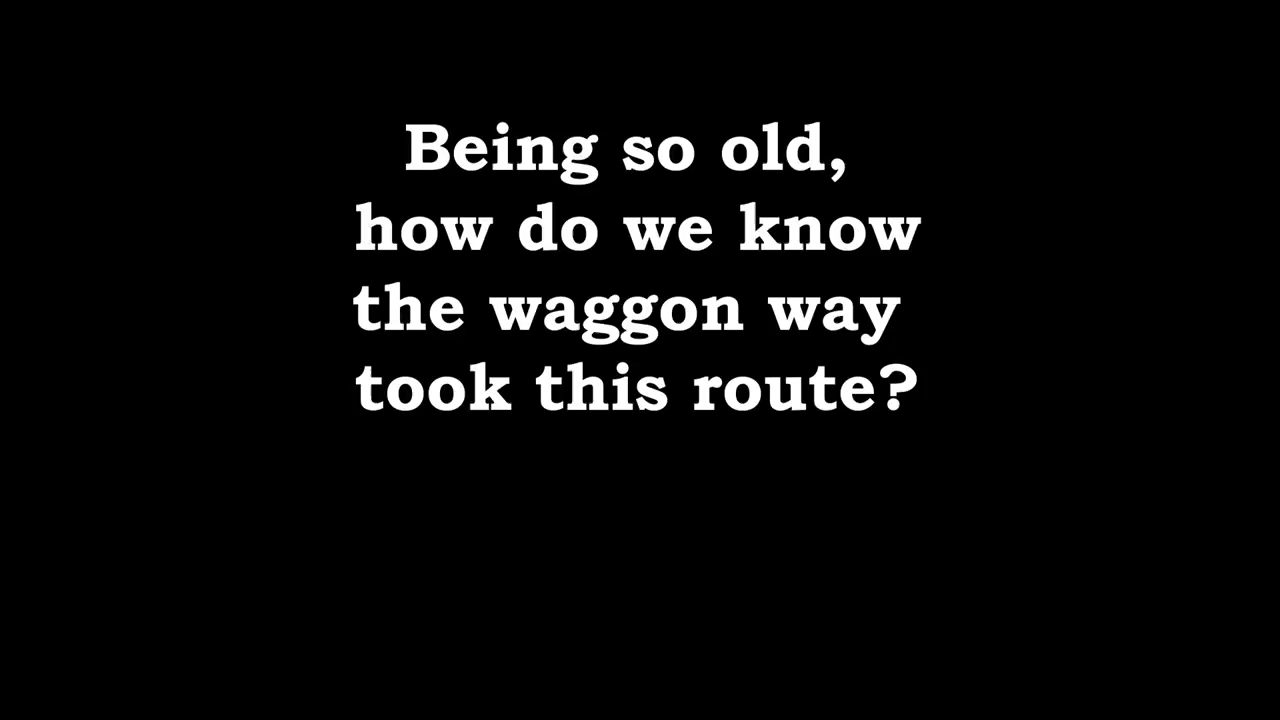 Being so old,
how do we know
the waggon way
took this route?